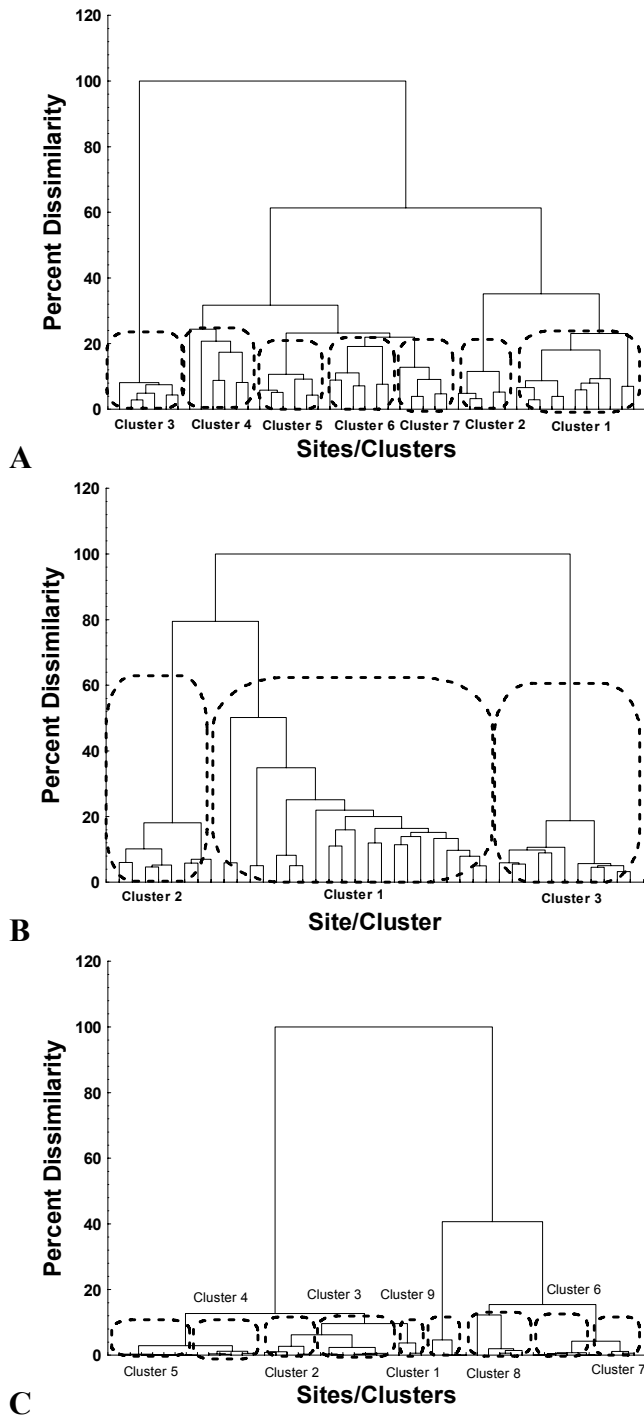 120
100
80
60
40
20
0
Percent Dissimilarity
Cluster 3 Cluster 4 Cluster 5 Cluster 6 Cluster 7 Cluster 2 Cluster 1
Sites/Clusters
A
120
100
80
60
40
20
0
Percent Dissimilarity
Cluster 2 Cluster 1 Cluster 3
Site/Cluster
B
120
100
80
60
40
20
0
Percent Dissimilarity
Cluster 4 Cluster 3 Cluster 9 Cluster 6
Cluster 5 Cluster 2 Cluster 1 Cluster 8 Cluster 7
Sites/Clusters
C